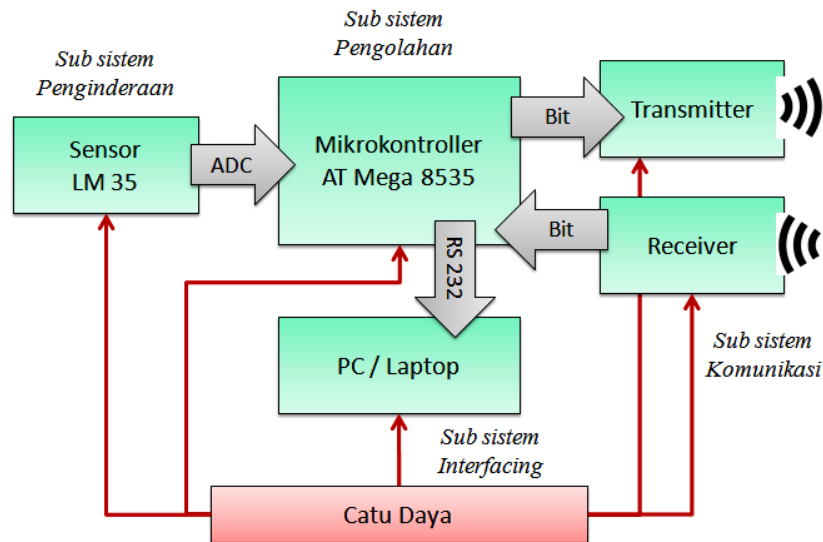 Sub sistem
Pengolahan
Sub sistem
Penginderaan
Sensor
LM 35
ADC
Mikrokontroller
AT Mega 8535
Bit
Transmitter
Bit
Receiver
RS 232
PC / Laptop
Sub sistem
Komunikasi
Sub sistem
Interfacing
Catu Daya